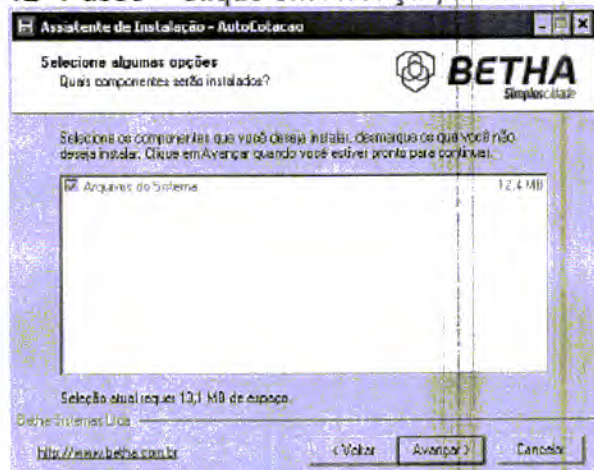 Assistente de Instalação - AutoCotacao
Selecione algumas opções
Quais componentes serão instalados?
BETHA
Simplescidade
Selecione os componentes que você deseja instalar, desmarque os que você não
deseja instalar. Clique em Avançar quando você estiver pronto para continuar.
Arquivos do Sistema 12,4 MB
Seleção atual requer 13,1 MB de espaço.
Betha Sistemas Ltda
http://www.betha.com.br
< Voltar Avançar > Cancelar